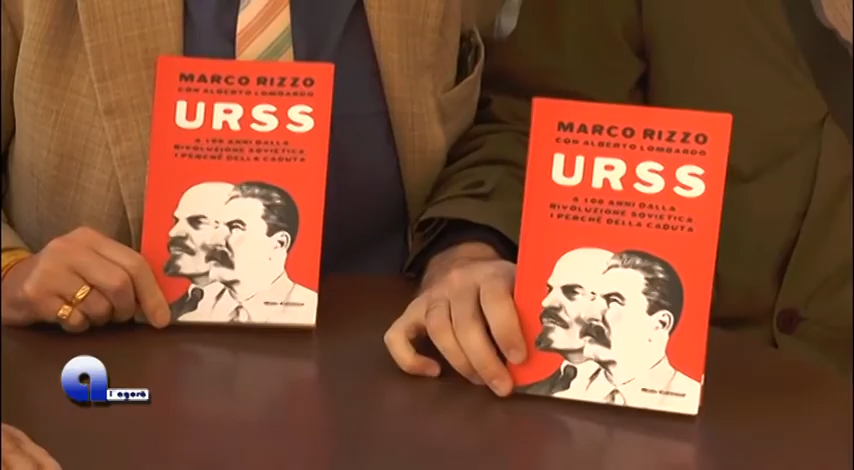 MARCO RIZZO
CON ALBERTO LOMBARDO
URSS
A 100 ANNI DALLA
RIVOLUZIONE SOVIETICA
I PERCHÉ DELLA CADUTA
MARCO RIZZO
CON ALBERTO LOMBARDO
URSS
A 100 ANNI DALLA
RIVOLUZIONE SOVIETICA
I PERCHÉ DELLA CADUTA
a l'agorà